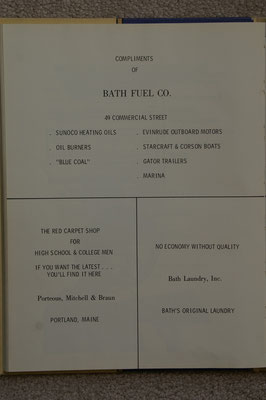 COMPLIMENTS
OF
BATH FUEL CO.
49 COMMERCIAL STREET
. SUNOCO HEATING OILS
. OIL BURNERS
. "BLUE COAL"
. EVINRUDE OUTBOARD MOTORS
. STARCRAFT & CORSON BOATS
. GATOR TRAILERS
. MARINA
THE RED CARPET SHOP
FOR
HIGH SCHOOL & COLLEGE MEN
IF YOU WANT THE LATEST . . . .
YOU'LL FIND IT HERE
Porteous, Mitchell & Braun
PORTLAND, MAINE
NO ECONOMY WITHOUT QUALITY
Bath Laundry, Inc.
BATH'S ORIGINAL LAUNDRY